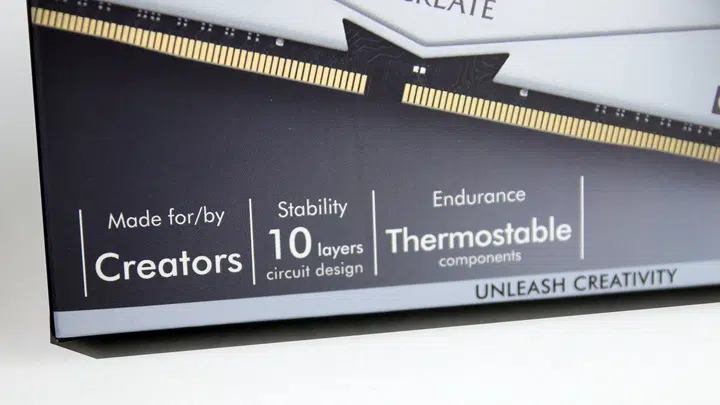 CREATE
Made for/by
Creators
Stability
10 layers
circuit design
Endurance
Thermostable
components
UNLEASH CREATIVITY